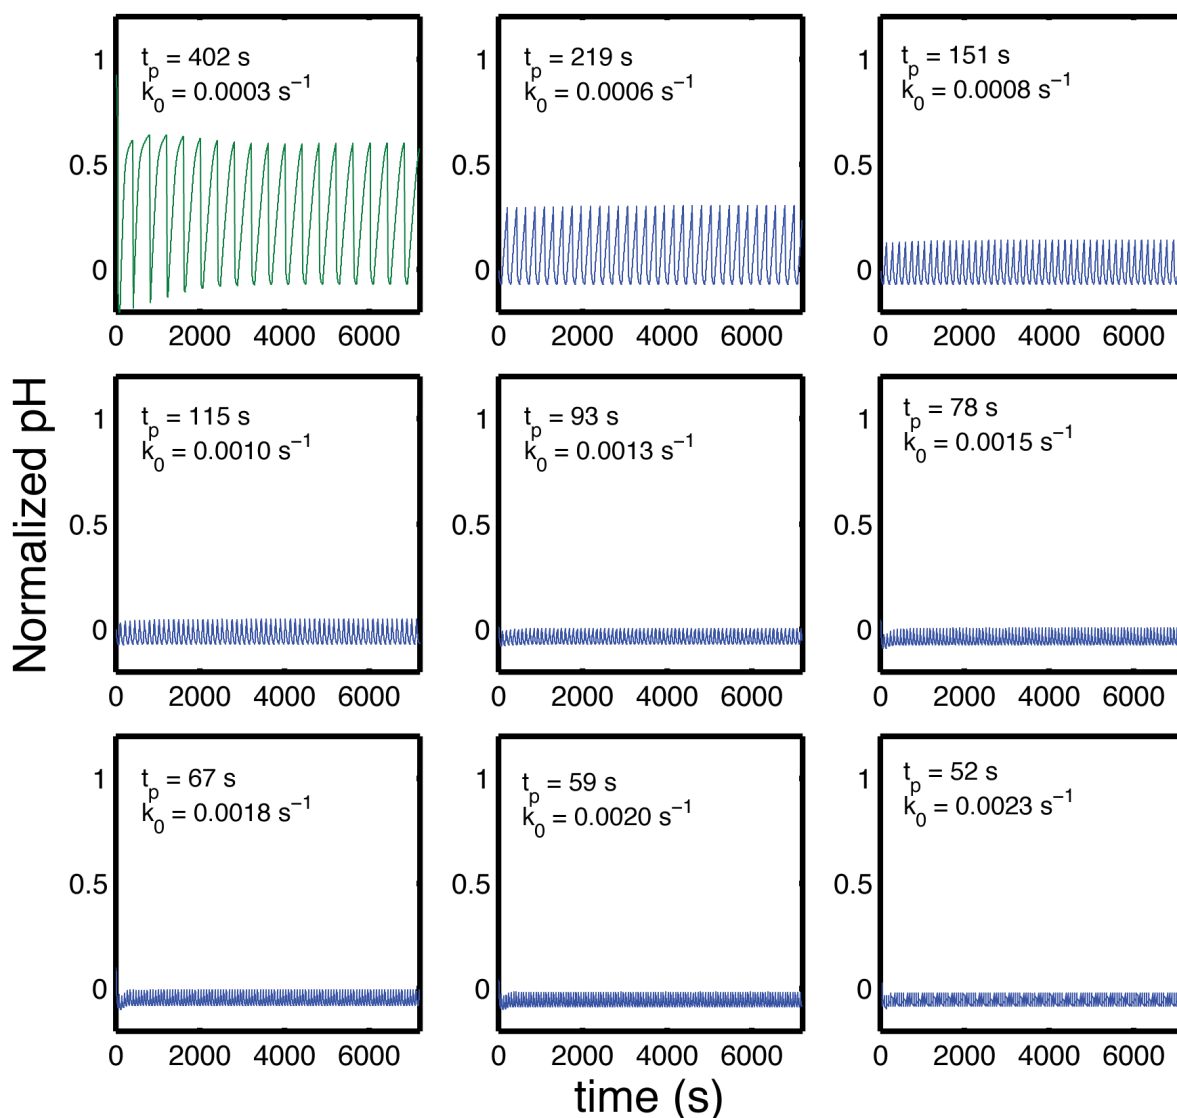 1
0.5
0
t_p = 402 s
k_0 = 0.0003 s^−1
0 2000 4000 6000
t_p = 219 s
k_0 = 0.0006 s^−1
1
0.5
0
0 2000 4000 6000
t_p = 151 s
k_0 = 0.0008 s^−1
1
0.5
0
0 2000 4000 6000
Normalized pH
1
0.5
0
t_p = 115 s
k_0 = 0.0010 s^−1
0 2000 4000 6000
1
0.5
0
t_p = 93 s
k_0 = 0.0013 s^−1
0 2000 4000 6000
1
0.5
0
t_p = 78 s
k_0 = 0.0015 s^−1
0 2000 4000 6000
1
0.5
0
t_p = 67 s
k_0 = 0.0018 s^−1
0 2000 4000 6000
1
0.5
0
t_p = 59 s
k_0 = 0.0020 s^−1
0 2000 4000 6000
1
0.5
0
t_p = 52 s
k_0 = 0.0023 s^−1
0 2000 4000 6000
time (s)